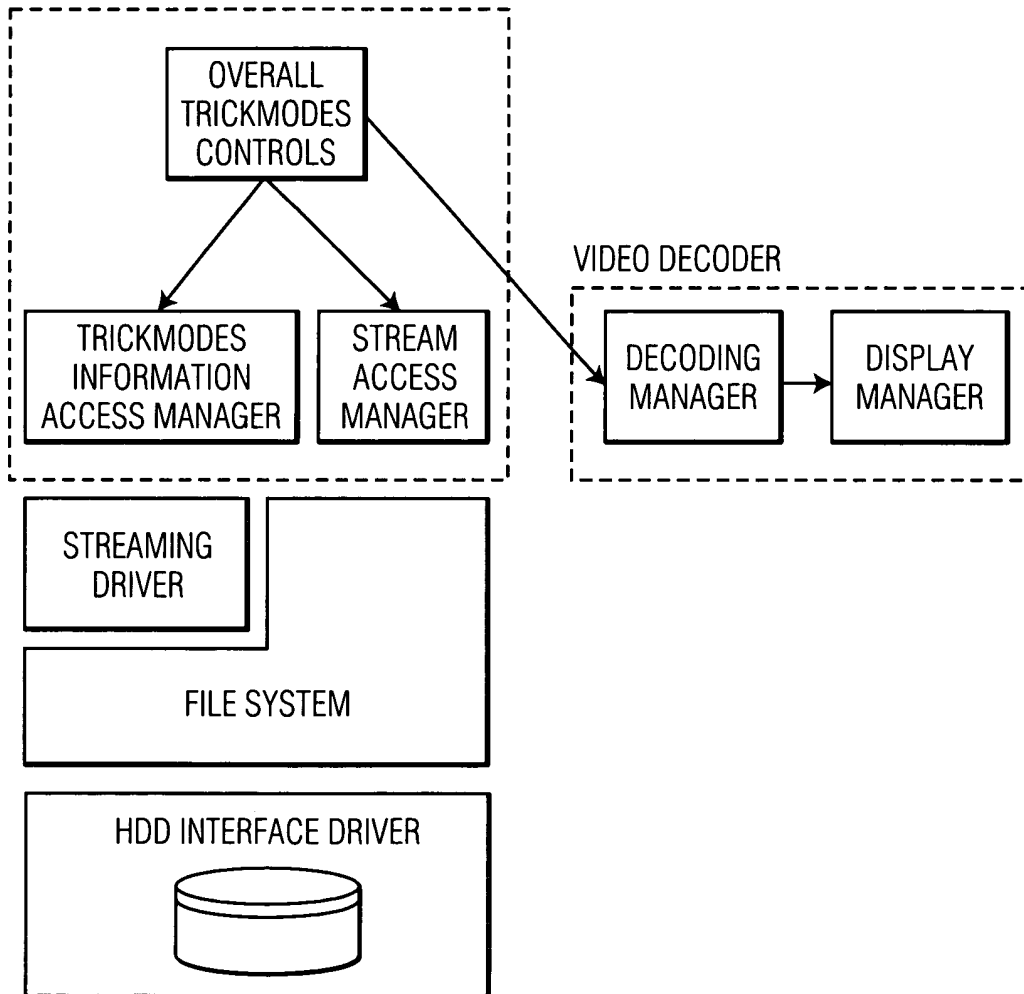 OVERALL
TRICKMODES
CONTROLS
VIDEO DECODER
TRICKMODES
INFORMATION
ACCESS MANAGER
STREAM
ACCESS
MANAGER
DECODING
MANAGER
DISPLAY
MANAGER
STREAMING
DRIVER
FILE SYSTEM
HDD INTERFACE DRIVER